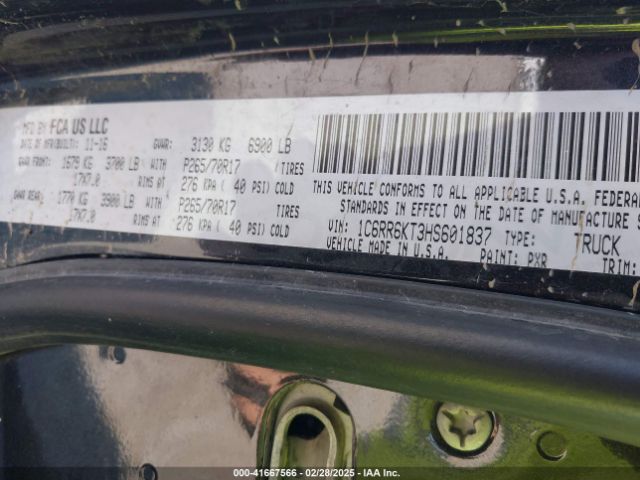 MFD BY FCA US LLC
DATE OF MFR(BUILT): 11-16 GVWR: 3130 KG 6900 LB
GAWR FRONT: 1679 KG 3700 LB WITH P265/70R17 TIRES
17X7.0 RIMS AT 276 KPA ( 40 PSI) COLD
GAWR REAR: 1770 KG 3900 LB WITH P265/70R17 TIRES
17X7.0 RIMS AT 276 KPA ( 40 PSI) COLD
THIS VEHICLE CONFORMS TO ALL APPLICABLE U.S.A. FEDERAL
STANDARDS IN EFFECT ON THE DATE OF MANUFACTURE S
VIN: 1C6RR6KT3HS601837 TYPE: TRUCK
VEHICLE MADE IN U.S.A. PAINT: PXR TRIM:
000-41667566 - 02/28/2025 - IAA Inc.